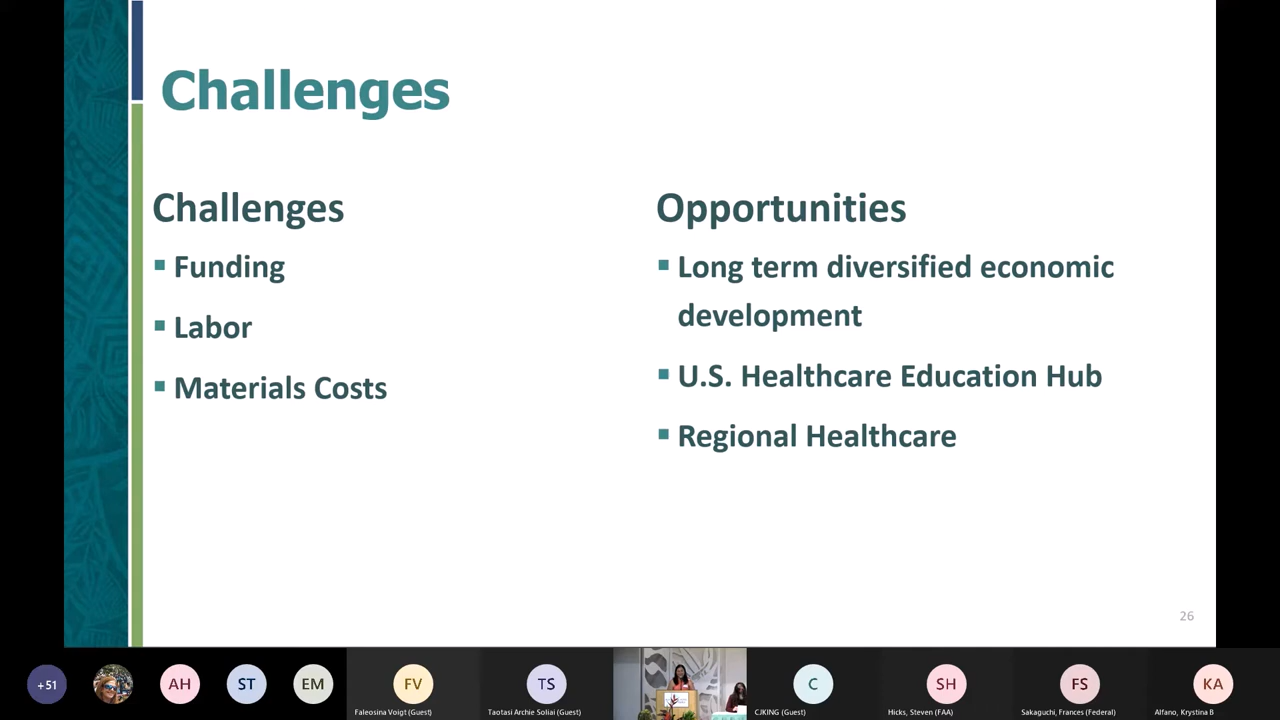 Challenges
Challenges
Funding
Labor
Materials Costs
Opportunities
Long term diversified economic
development
U.S. Healthcare Education Hub
Regional Healthcare
26
+51
AH
ST
EM
FV
Faleosina Voigt (Guest)
TS
Taotasi Archie Soliai (Guest)
C
CJKING (Guest)
SH
Hicks, Steven (FAA)
FS
Sakaguchi, Frances (Federal)
KA
Alfano, Krystina B